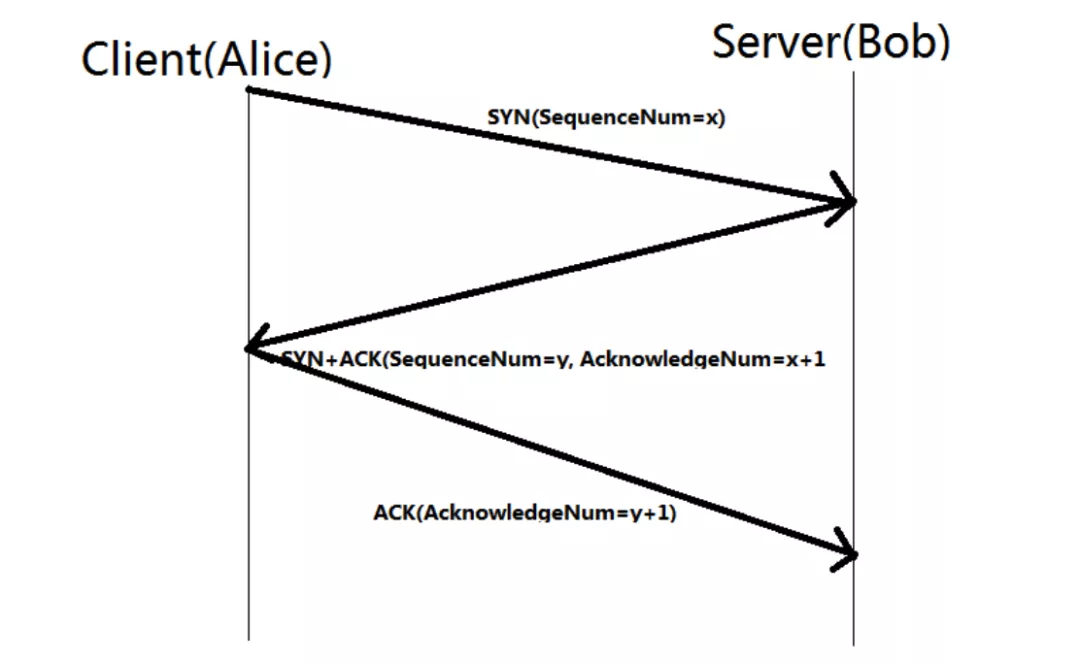 Client(Alice)
Server(Bob)
SYN(SequenceNum=x)
SYN+ACK(SequenceNum=y, AcknowledgeNum=x+1
ACK(AcknowledgeNum=y+1)